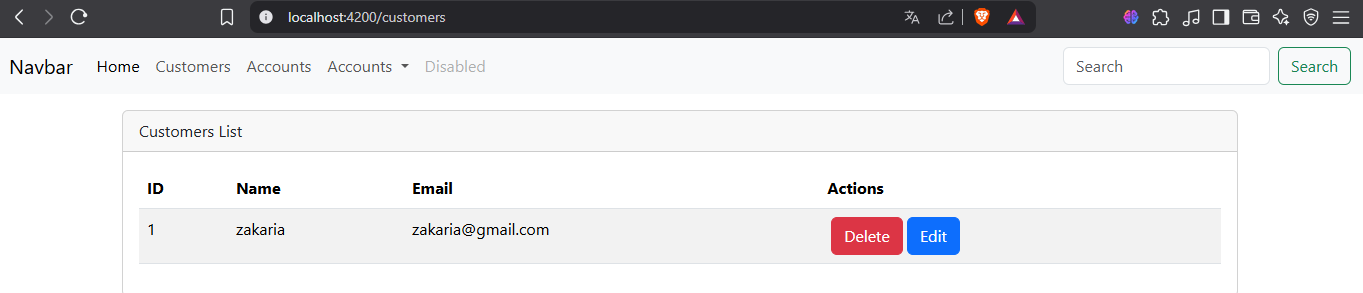 localhost:4200/customers
Navbar Home Customers Accounts Accounts Disabled Search Search
Customers List
ID Name Email Actions
1 zakaria zakaria@gmail.com Delete Edit